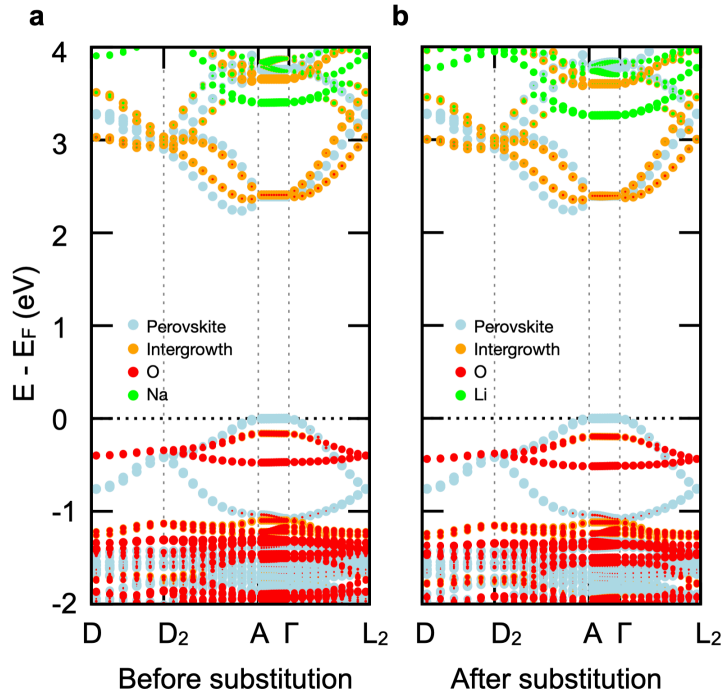 a
b
E - EF (eV)
4
3
2
1
0
-1
-2
Perovskite
Intergrowth
O
Na
Perovskite
Intergrowth
O
Li
D D2 A Γ L2
D D2 A Γ L2
Before substitution
After substitution